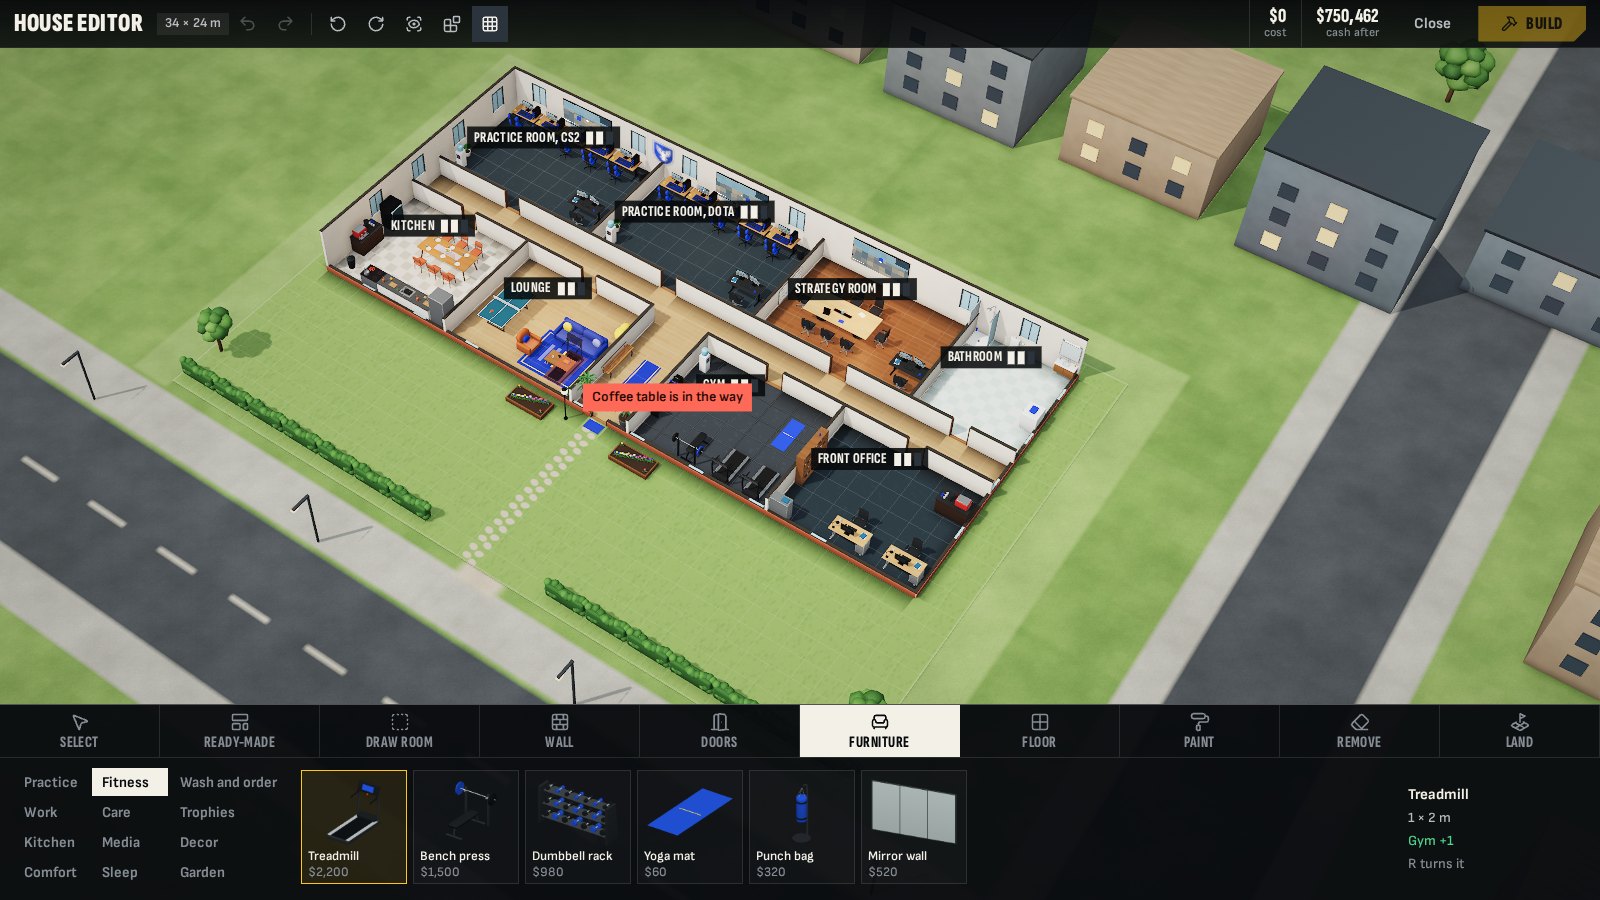 HOUSE EDITOR
34 × 24 m
$0
cost
$750,462
cash after
Close
BUILD
PRACTICE ROOM, CS2
PRACTICE ROOM, DOTA
KITCHEN
LOUNGE
STRATEGY ROOM
BATHROOM
GYM
Coffee table is in the way
FRONT OFFICE
SELECT
READY-MADE
DRAW ROOM
WALL
DOORS
FURNITURE
FLOOR
PAINT
REMOVE
LAND
Practice
Fitness
Wash and order
Work
Care
Trophies
Kitchen
Media
Decor
Comfort
Sleep
Garden
Treadmill
$2,200
Bench press
$1,500
Dumbbell rack
$980
Yoga mat
$60
Punch bag
$320
Mirror wall
$520
Treadmill
1 × 2 m
Gym +1
R turns it